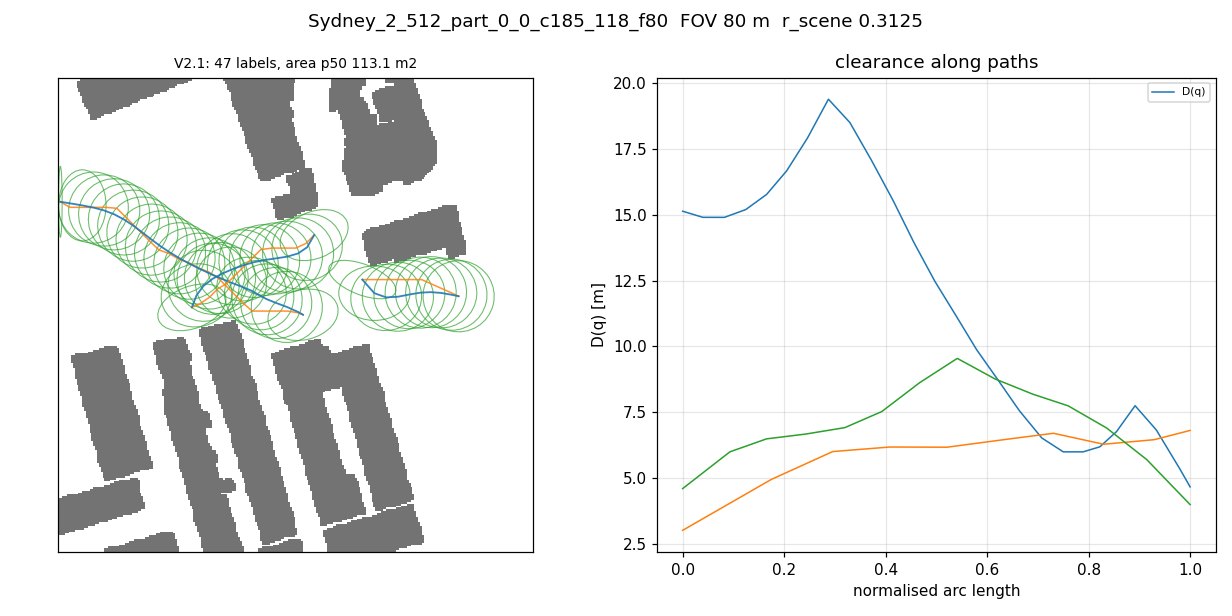 Sydney_2_512_part_0_0_c185_118_f80  FOV 80 m  r_scene 0.3125
V2.1: 47 labels, area p50 113.1 m2
clearance along paths
D(q)
20.0
17.5
15.0
12.5
10.0
7.5
5.0
2.5
D(q) [m]
0.0 0.2 0.4 0.6 0.8 1.0
normalised arc length